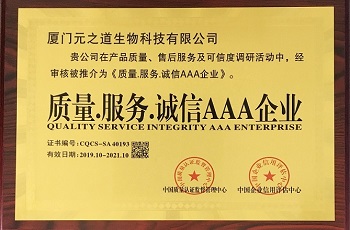 厦门元之道生物科技有限公司
贵公司在产品质量、售后服务及可信度调研活动中，经
审核被推介为《质量.服务.诚信AAA企业》。
质量.服务.诚信AAA企业
QUALITY SERVICE INTEGRITY AAA ENTERPRISE
证书编号:CQCS-SA 40193
有效日期:2019.10-2021.10
中国质量认证监督管理中心
中国企业信用评估中心